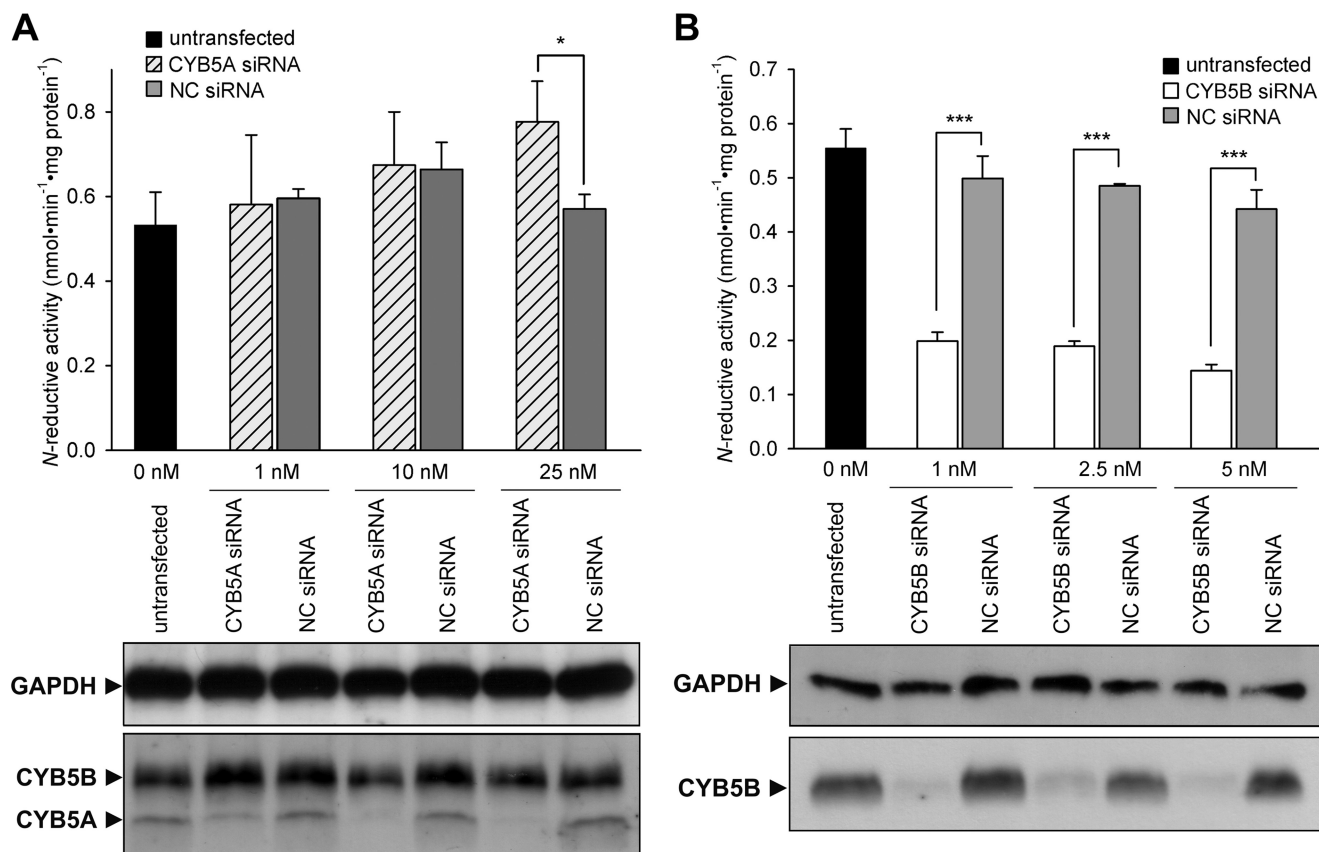 A
untransfected
CYB5A siRNA
NC siRNA
*
N-reductive activity (nmol•min⁻¹•mg protein⁻¹)
0.8
0.6
0.4
0.2
0.0
0 nM
1 nM
10 nM
25 nM
untransfected
CYB5A siRNA
NC siRNA
CYB5A siRNA
NC siRNA
CYB5A siRNA
NC siRNA
GAPDH
CYB5B
CYB5A
B
untransfected
CYB5B siRNA
NC siRNA
***
***
***
N-reductive activity (nmol•min⁻¹•mg protein⁻¹)
0.7
0.6
0.5
0.4
0.3
0.2
0.1
0.0
0 nM
1 nM
2.5 nM
5 nM
untransfected
CYB5B siRNA
NC siRNA
CYB5B siRNA
NC siRNA
CYB5B siRNA
NC siRNA
GAPDH
CYB5B